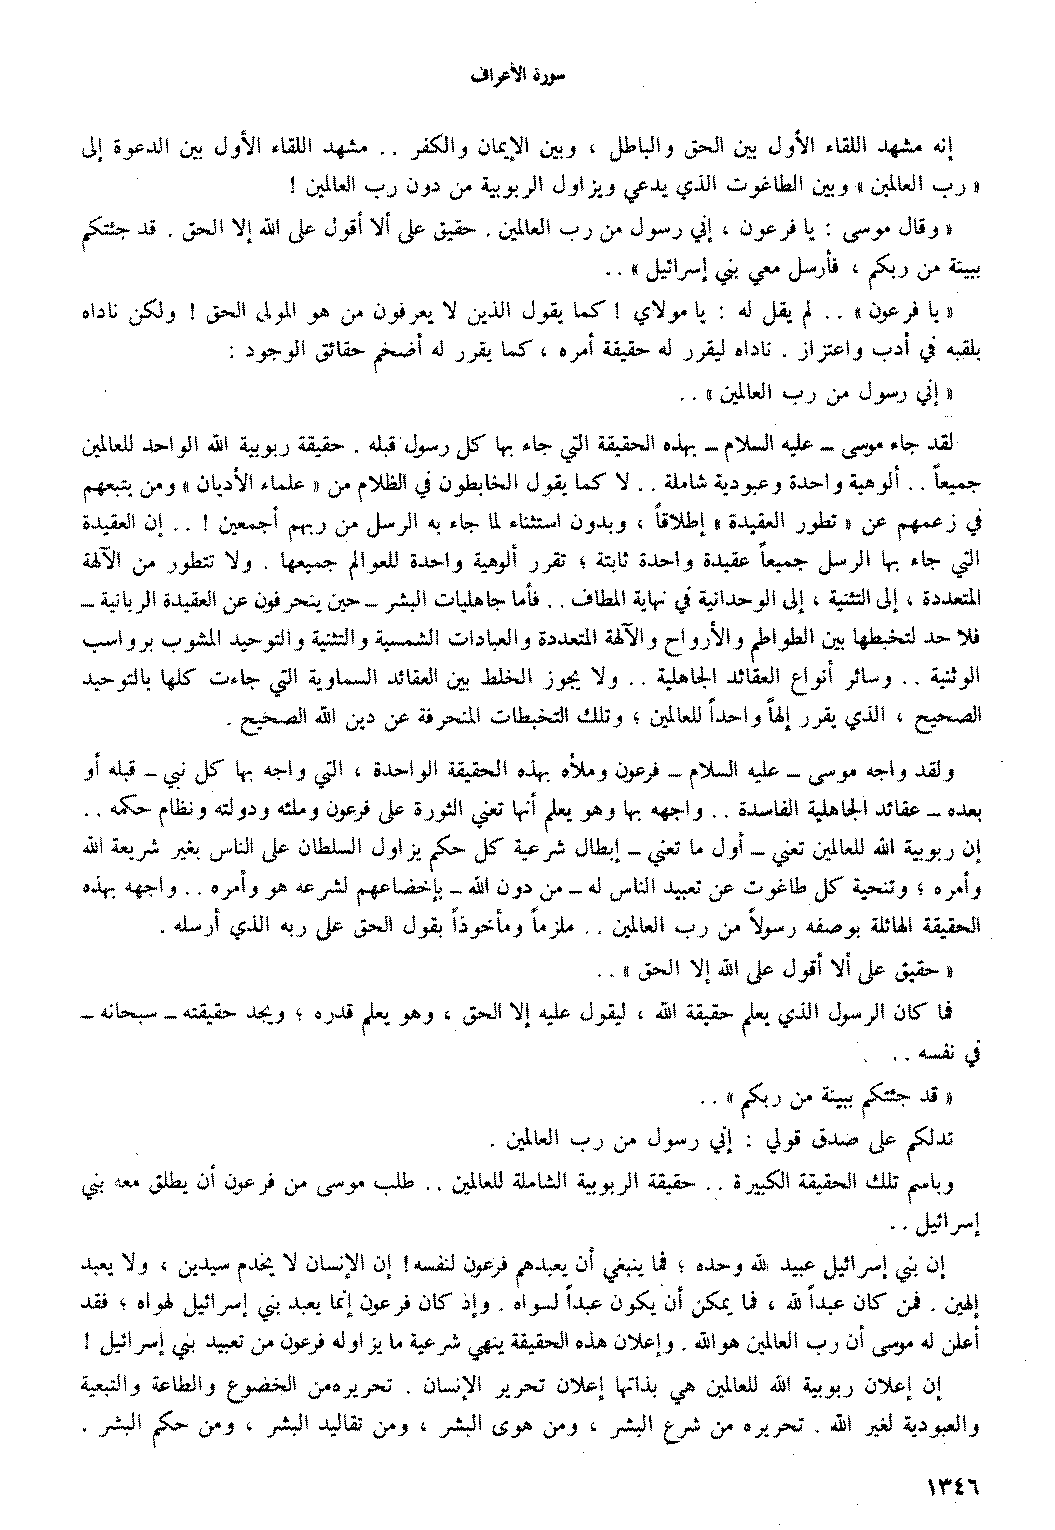 سورة الأعراف
إنه مشهد اللقاء الأول بين الحق والباطل ، وبين الإيمان والكفر .. مشهد اللقاء الأول بين الدعوة إلى
« رب العالمين » وبين الطاغوت الذي يدعي ويزاول الربوبية من دون رب العالمين !
« وقال موسى : يا فرعون ، إني رسول من رب العالمين . حقيق على ألا أقول على الله إلا الحق . قد جئتكم
ببينة من ربكم ، فأرسل معي بني إسرائيل » ..
« يا فرعون » .. لم يقل له : يا مولاي ! كما يقول الذين لا يعرفون من هو المولى الحق ! ولكن ناداه
بلقبه في أدب واعتزاز . ناداه ليقرر له حقيقة أمره ، كما يقرر له أضخم حقائق الوجود :
« إني رسول من رب العالمين » ..
لقد جاء موسى – عليه السلام – بهذه الحقيقة التي جاء بها كل رسول قبله . حقيقة ربوبية الله الواحد للعالمين
جميعاً .. ألوهية واحدة وعبودية شاملة .. لا كما يقول الخابطون في الظلام من « علماء الأديان » ومن يتبعهم
في زعمهم عن « تطور العقيدة » إطلاقاً ، وبدون استثناء لما جاء به الرسل من ربهم أجمعين ! .. إن العقيدة
التي جاء بها الرسل جميعاً عقيدة واحدة ثابتة ؛ تقرر ألوهية واحدة للعوالم جميعها . ولا تتطور من الآلهة
المتعددة ، إلى التثنية ، إلى الوحدانية في نهاية المطاف .. فأما جاهليات البشر – حين ينحرفون عن العقيدة الربانية –
فلا حد لتخبطها بين الطواطم والأرواح والآلهة المتعددة والعبادات الشمسية والتثنية والتوحيد المشوب برواسب
الوثنية .. وسائر أنواع العقائد الجاهلية .. ولا يجوز الخلط بين العقائد السماوية التي جاءت كلها بالتوحيد
الصحيح ، الذي يقرر إلهاً واحداً للعالمين ؛ وتلك التخبطات المنحرفة عن دين الله الصحيح .
ولقد واجه موسى – عليه السلام – فرعون وملأه بهذه الحقيقة الواحدة ، التي واجه بها كل نبي – قبله أو
بعده – عقائد الجاهلية الفاسدة .. واجهه بها وهو يعلم أنها تعني الثورة على فرعون وملئه ودولته ونظام حكمه ..
إن ربوبية الله للعالمين تعني – أول ما تعني – إبطال شرعية كل حكم يزاول السلطان على الناس بغير شريعة الله
وأمره ؛ وتنحية كل طاغوت عن تعبيد الناس له – من دون الله – بإخضاعهم لشرعه هو وأمره .. واجهه بهذه
الحقيقة الهائلة بوصفه رسولاً من رب العالمين .. ملزماً ومأخوذاً بقول الحق على ربه الذي أرسله .
« حقيق على ألا أقول على الله إلا الحق » ..
فما كان الرسول الذي يعلم حقيقة الله ، ليقول عليه إلا الحق ، وهو يعلم قدره ؛ ويجد حقيقته – سبحانه –
في نفسه ..
« قد جئتكم ببينة من ربكم » ..
تدلكم على صدق قولي : إني رسول من رب العالمين .
وباسم تلك الحقيقة الكبيرة .. حقيقة الربوبية الشاملة للعالمين .. طلب موسى من فرعون أن يطلق معه بني
إسرائيل ..
إن بني إسرائيل عبيد لله وحده ؛ فما ينبغي أن يعبدهم فرعون لنفسه ! إن الإنسان لا يخدم سيدين ، ولا يعبد
إلهين . فمن كان عبداً لله ، فما يمكن أن يكون عبداً لسواه . وإذ كان فرعون إنما يعبد بني إسرائيل لهواه ؛ فقد
أعلن له موسى أن رب العالمين هو الله . وإعلان هذه الحقيقة ينهي شرعية ما يزاوله فرعون من تعبيد بني إسرائيل !
إن إعلان ربوبية الله للعالمين هي بذاتها إعلان تحرير الإنسان . تحريره من الخضوع والطاعة والتبعية
والعبودية لغير الله . تحريره من شرع البشر ، ومن هوى البشر ، ومن تقاليد البشر ، ومن حكم البشر .
١٣٤٦